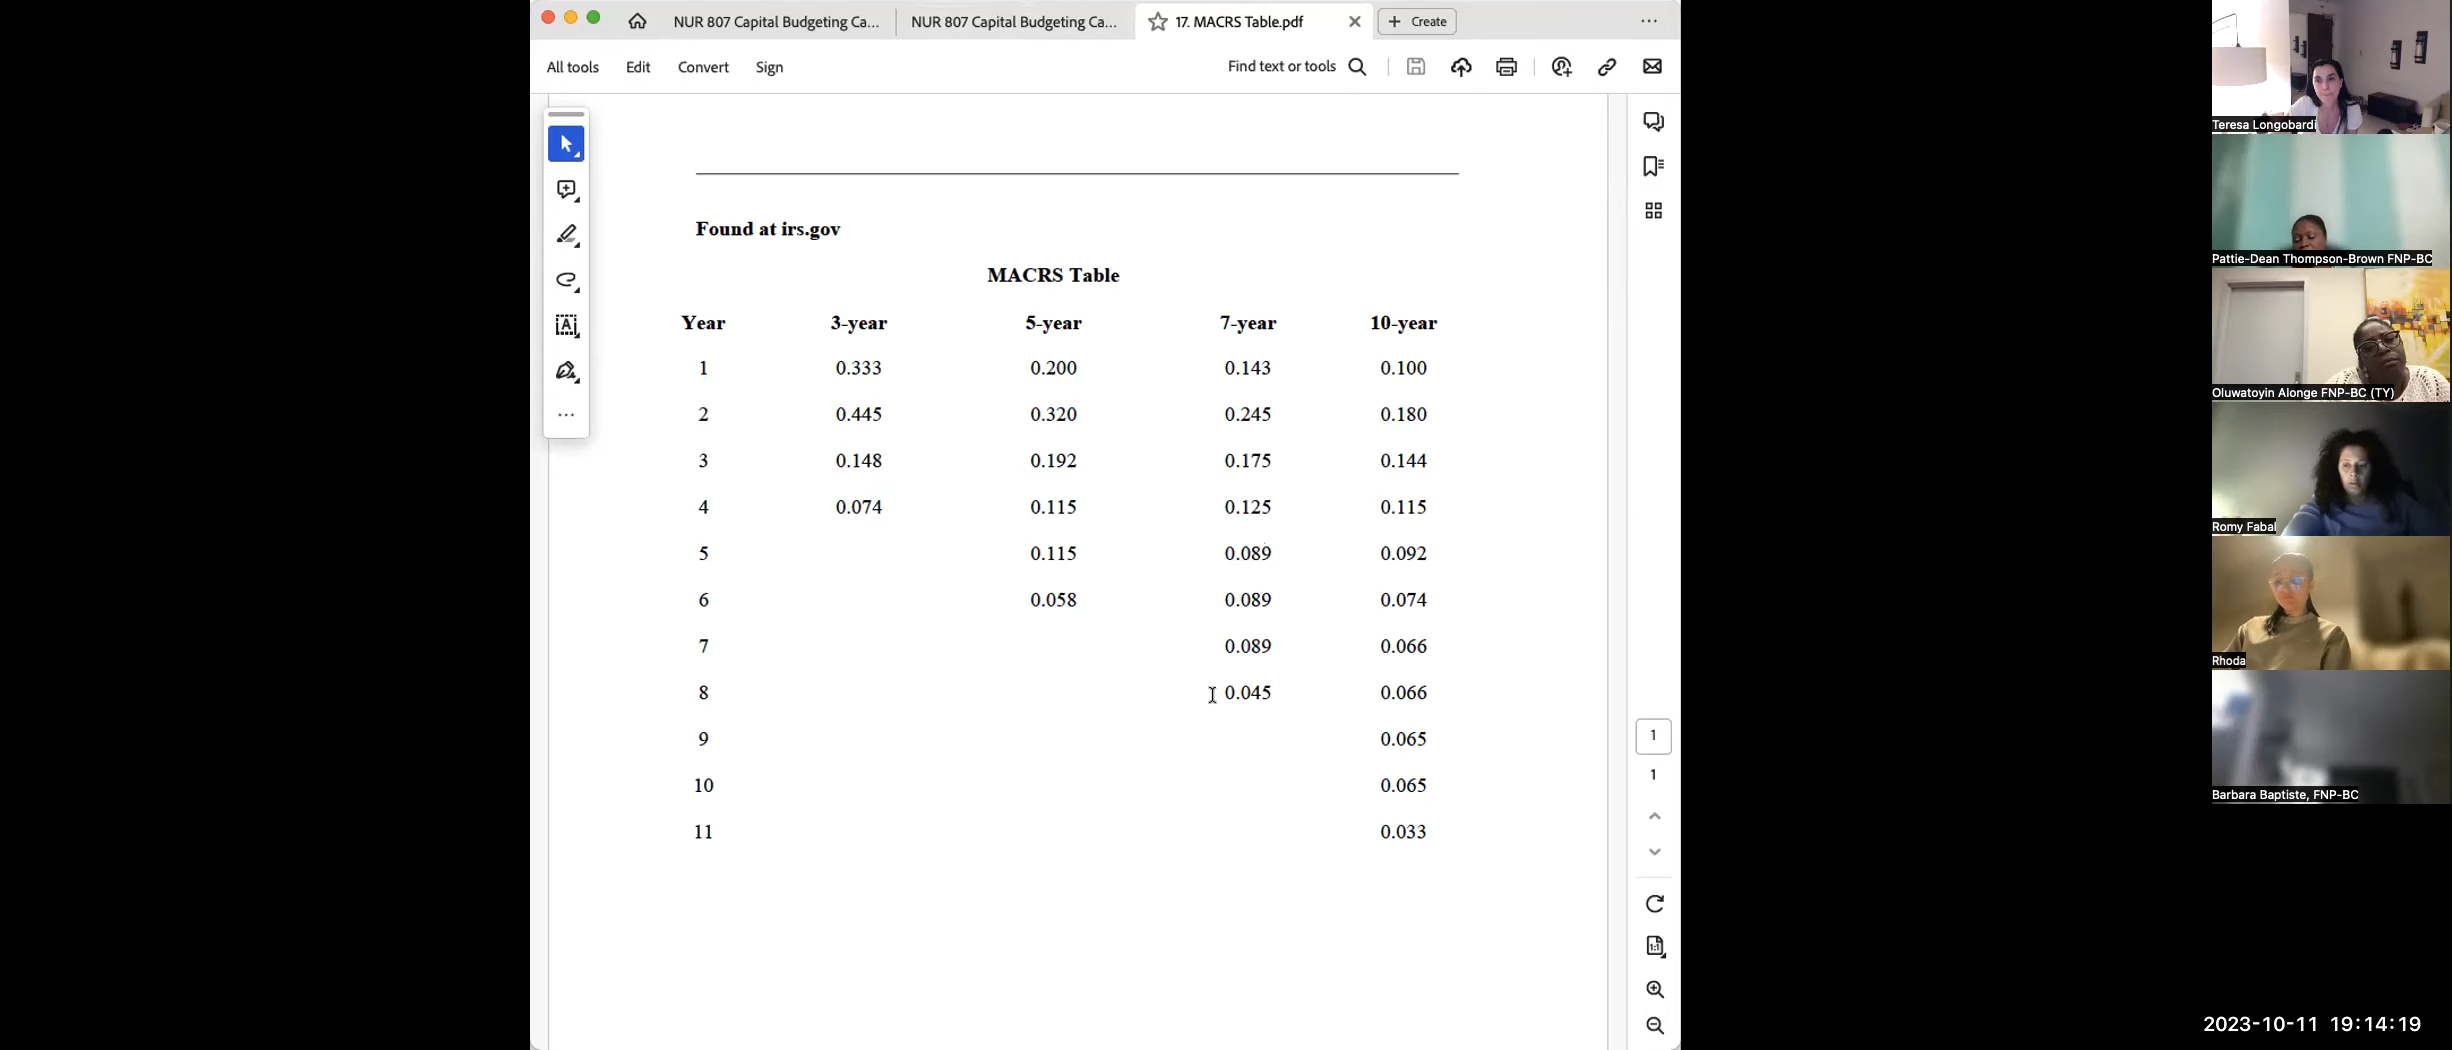 NUR 807 Capital Budgeting Ca...
NUR 807 Capital Budgeting Ca...
17. MACRS Table.pdf
Create
All tools Edit Convert Sign
Find text or tools
Found at irs.gov
MACRS Table
Year 3-year 5-year 7-year 10-year
1 0.333 0.200 0.143 0.100
2 0.445 0.320 0.245 0.180
3 0.148 0.192 0.175 0.144
4 0.074 0.115 0.125 0.115
5 0.115 0.089 0.092
6 0.058 0.089 0.074
7 0.089 0.066
8 0.045 0.066
9 0.065
10 0.065
11 0.033
1
1
Teresa Longobardi
Pattie-Dean Thompson-Brown FNP-BC
Oluwatoyin Alonge FNP-BC (TY)
Romy Fabal
Rhoda
Barbara Baptiste, FNP-BC
2023-10-11 19:14:19